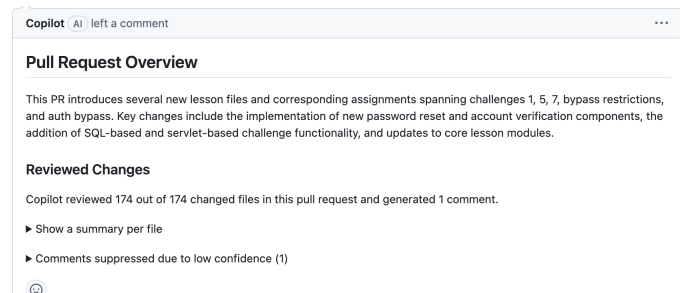 Copilot AI left a comment
Pull Request Overview
This PR introduces several new lesson files and corresponding assignments spanning challenges 1, 5, 7, bypass restrictions,
and auth bypass. Key changes include the implementation of new password reset and account verification components, the
addition of SQL-based and servlet-based challenge functionality, and updates to core lesson modules.
Reviewed Changes
Copilot reviewed 174 out of 174 changed files in this pull request and generated 1 comment.
Show a summary per file
Comments suppressed due to low confidence (1)